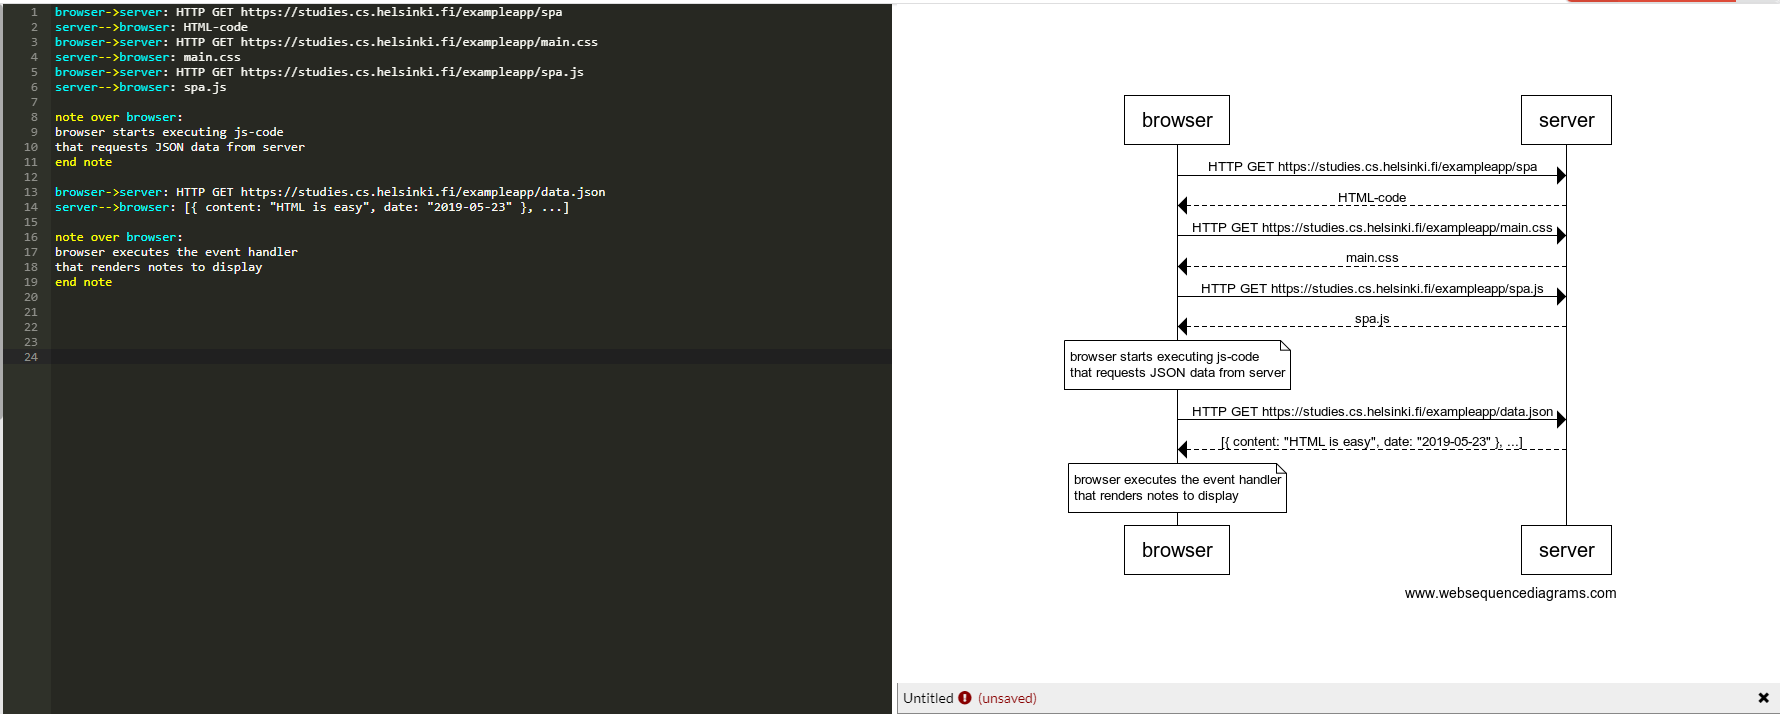 1 browser->server: HTTP GET https://studies.cs.helsinki.fi/exampleapp/spa
2 server-->browser: HTML-code
3 browser->server: HTTP GET https://studies.cs.helsinki.fi/exampleapp/main.css
4 server-->browser: main.css
5 browser->server: HTTP GET https://studies.cs.helsinki.fi/exampleapp/spa.js
6 server-->browser: spa.js
7
8 note over browser:
9 browser starts executing js-code
10 that requests JSON data from server
11 end note
12
13 browser->server: HTTP GET https://studies.cs.helsinki.fi/exampleapp/data.json
14 server-->browser: [{ content: "HTML is easy", date: "2019-05-23" }, ...]
15
16 note over browser:
17 browser executes the event handler
18 that renders notes to display
19 end note
20
21
22
23
24
browser server
HTTP GET https://studies.cs.helsinki.fi/exampleapp/spa
HTML-code
HTTP GET https://studies.cs.helsinki.fi/exampleapp/main.css
main.css
HTTP GET https://studies.cs.helsinki.fi/exampleapp/spa.js
spa.js
browser starts executing js-code
that requests JSON data from server
HTTP GET https://studies.cs.helsinki.fi/exampleapp/data.json
[{ content: "HTML is easy", date: "2019-05-23" }, ...]
browser executes the event handler
that renders notes to display
browser server
www.websequencediagrams.com
Untitled ! (unsaved)